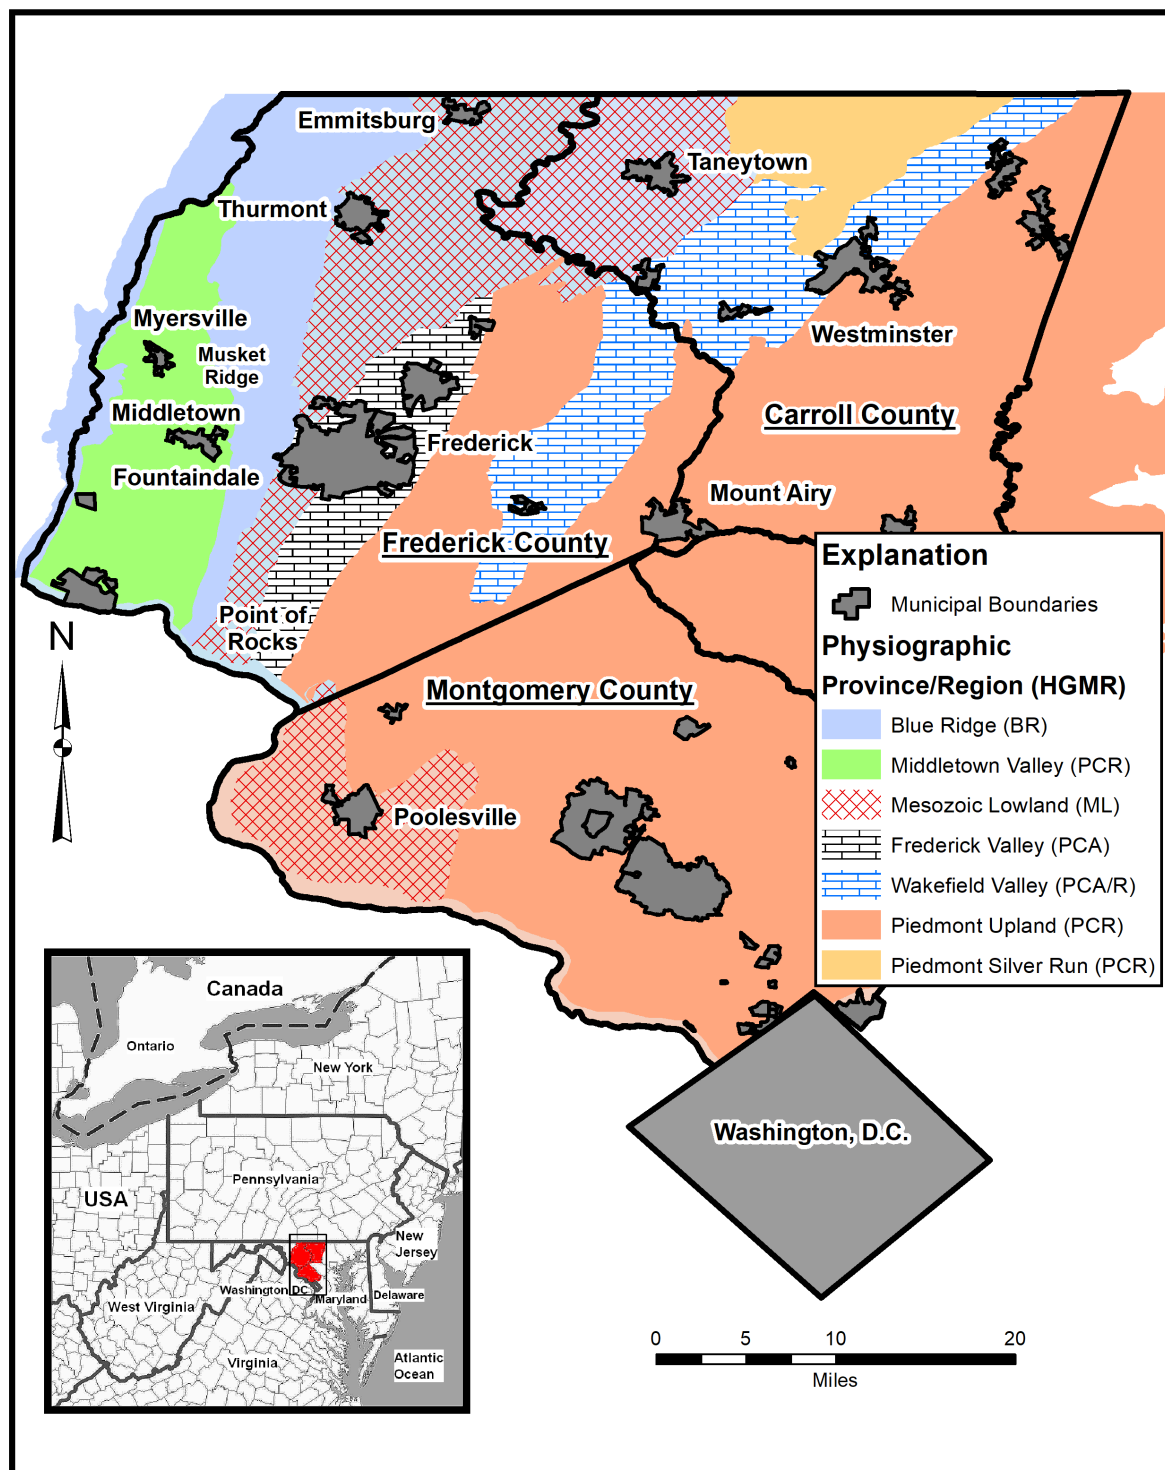 Emmitsburg
Taneytown
Thurmont
Myersville
Musket
Ridge
Westminster
Middletown
Carroll County
Frederick
Fountaindale
Mount Airy
Frederick County
Explanation
Municipal Boundaries
Point of
Rocks
N
Physiographic
Province/Region (HGMR)
Montgomery County
Blue Ridge (BR)
Middletown Valley (PCR)
Mesozoic Lowland (ML)
Poolesville
Frederick Valley (PCA)
Wakefield Valley (PCA/R)
Piedmont Upland (PCR)
Piedmont Silver Run (PCR)
Canada
Ontario
New York
Washington, D.C.
Pennsylvania
USA
New
Jersey
Washington DC
Maryland
Delaware
West Virginia
Virginia
Atlantic
Ocean
0 5 10 20
Miles